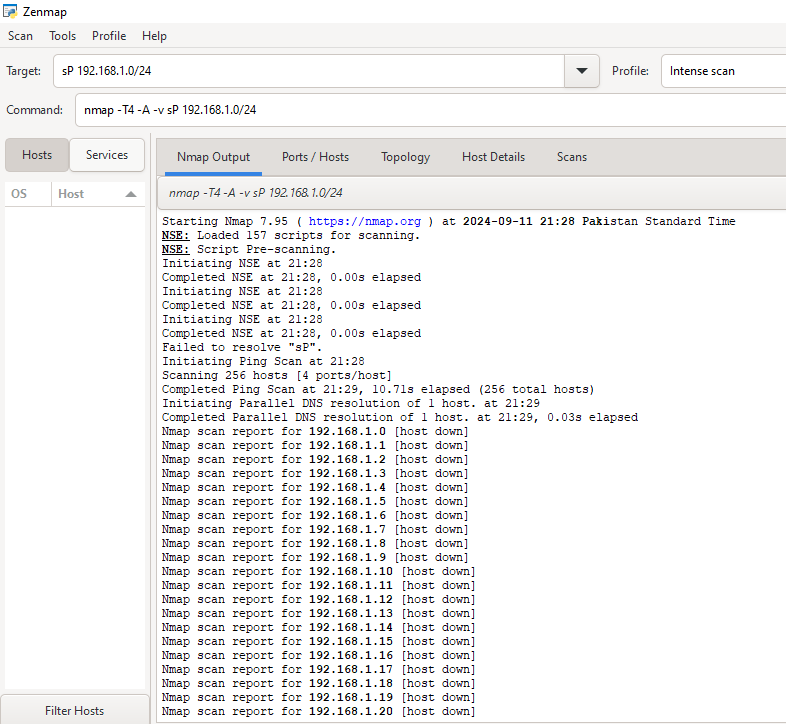 Zenmap
Scan Tools Profile Help
Target: sP 192.168.1.0/24 Profile: Intense scan
Command: nmap -T4 -A -v sP 192.168.1.0/24
Hosts Services
Nmap Output Ports / Hosts Topology Host Details Scans
OS Host
nmap -T4 -A -v sP 192.168.1.0/24
Starting Nmap 7.95 ( https://nmap.org ) at 2024-09-11 21:28 Pakistan Standard Time
NSE: Loaded 157 scripts for scanning.
NSE: Script Pre-scanning.
Initiating NSE at 21:28
Completed NSE at 21:28, 0.00s elapsed
Initiating NSE at 21:28
Completed NSE at 21:28, 0.00s elapsed
Initiating NSE at 21:28
Completed NSE at 21:28, 0.00s elapsed
Failed to resolve "sP".
Initiating Ping Scan at 21:28
Scanning 256 hosts [4 ports/host]
Completed Ping Scan at 21:29, 10.71s elapsed (256 total hosts)
Initiating Parallel DNS resolution of 1 host. at 21:29
Completed Parallel DNS resolution of 1 host. at 21:29, 0.03s elapsed
Nmap scan report for 192.168.1.0 [host down]
Nmap scan report for 192.168.1.1 [host down]
Nmap scan report for 192.168.1.2 [host down]
Nmap scan report for 192.168.1.3 [host down]
Nmap scan report for 192.168.1.4 [host down]
Nmap scan report for 192.168.1.5 [host down]
Nmap scan report for 192.168.1.6 [host down]
Nmap scan report for 192.168.1.7 [host down]
Nmap scan report for 192.168.1.8 [host down]
Nmap scan report for 192.168.1.9 [host down]
Nmap scan report for 192.168.1.10 [host down]
Nmap scan report for 192.168.1.11 [host down]
Nmap scan report for 192.168.1.12 [host down]
Nmap scan report for 192.168.1.13 [host down]
Nmap scan report for 192.168.1.14 [host down]
Nmap scan report for 192.168.1.15 [host down]
Nmap scan report for 192.168.1.16 [host down]
Nmap scan report for 192.168.1.17 [host down]
Nmap scan report for 192.168.1.18 [host down]
Nmap scan report for 192.168.1.19 [host down]
Nmap scan report for 192.168.1.20 [host down]
Filter Hosts